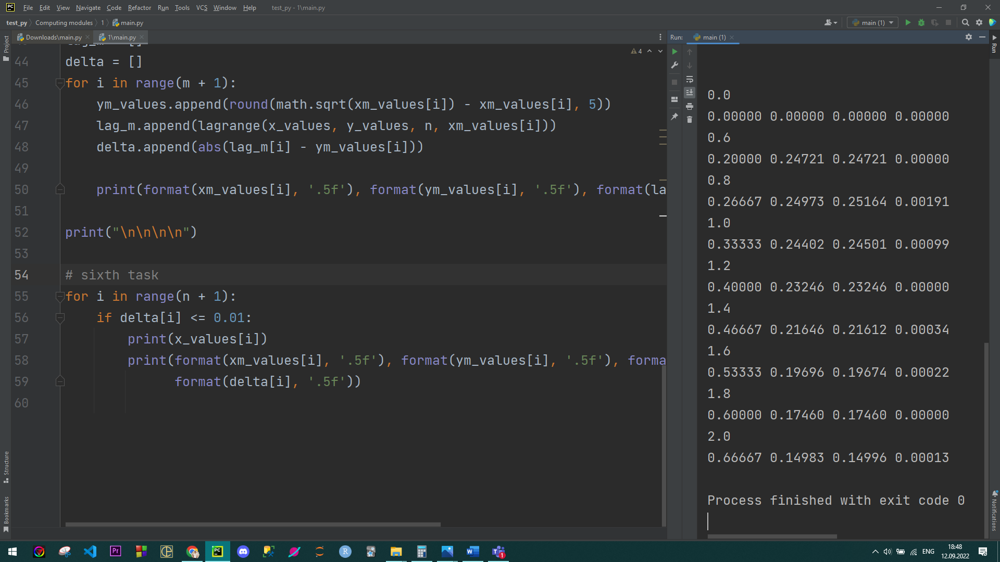 File Edit View Navigate Code Refactor Run Tools VCS Window Help test_py - 1\main.py
test_py Computing modules 1 main.py main (1)
Project
Downloads\main.py 1\main.py
Run: main (1)
Run
4
44 delta = []
45 for i in range(m + 1):
46 ym_values.append(round(math.sqrt(xm_values[i]) - xm_values[i], 5))
47 lag_m.append(lagrange(x_values, y_values, n, xm_values[i]))
48 delta.append(abs(lag_m[i] - ym_values[i]))
49
50 print(format(xm_values[i], '.5f'), format(ym_values[i], '.5f'), format(la
51
52 print("\n\n\n\n")
53
54 # sixth task
55 for i in range(n + 1):
56 if delta[i] <= 0.01:
57 print(x_values[i])
58 print(format(xm_values[i], '.5f'), format(ym_values[i], '.5f'), forma
59 format(delta[i], '.5f'))
60
0.0
0.00000 0.00000 0.00000 0.00000
0.6
0.20000 0.24721 0.24721 0.00000
0.8
0.26667 0.24973 0.25164 0.00191
1.0
0.33333 0.24402 0.24501 0.00099
1.2
0.40000 0.23246 0.23246 0.00000
1.4
0.46667 0.21646 0.21612 0.00034
1.6
0.53333 0.19696 0.19674 0.00022
1.8
0.60000 0.17460 0.17460 0.00000
2.0
0.66667 0.14983 0.14996 0.00013
Process finished with exit code 0
Structure
Bookmarks
Notifications
ENG
18:48
12.09.2022